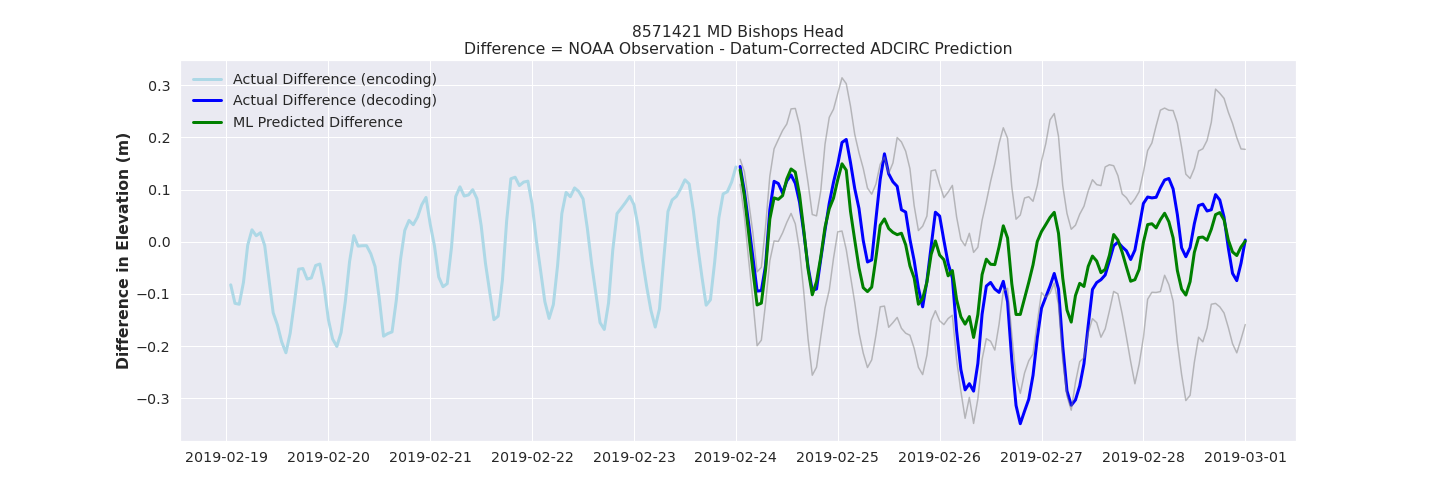 8571421 MD Bishops Head
Difference = NOAA Observation - Datum-Corrected ADCIRC Prediction
Actual Difference (encoding)
Actual Difference (decoding)
ML Predicted Difference
Difference in Elevation (m)
0.3
0.2
0.1
0.0
−0.1
−0.2
−0.3
2019-02-19 2019-02-20 2019-02-21 2019-02-22 2019-02-23 2019-02-24 2019-02-25 2019-02-26 2019-02-27 2019-02-28 2019-03-01